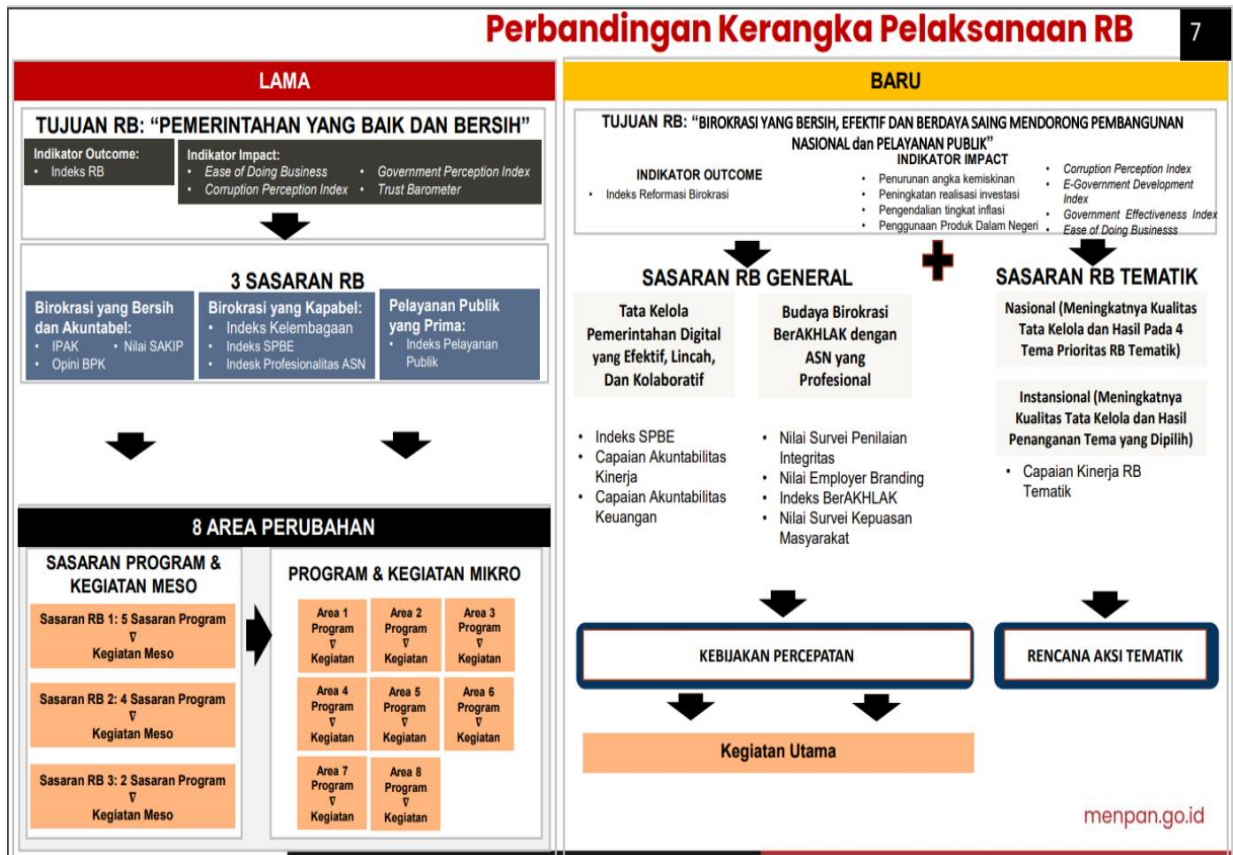 Perbandingan Kerangka Pelaksanaan RB
7
LAMA
TUJUAN RB: “PEMERINTAHAN YANG BAIK DAN BERSIH”
Indikator Outcome:
• Indeks RB
Indikator Impact:
• Ease of Doing Business
• Corruption Perception Index
• Government Perception Index
• Trust Barometer
3 SASARAN RB
Birokrasi yang Bersih
dan Akuntabel:
• IPAK
• Nilai SAKIP
• Opini BPK
Birokrasi yang Kapabel:
• Indeks Kelembagaan
• Indeks SPBE
• Indesk Profesionalitas ASN
Pelayanan Publik
yang Prima:
• Indeks Pelayanan
Publik
8 AREA PERUBAHAN
SASARAN PROGRAM &
KEGIATAN MESO
Sasaran RB 1: 5 Sasaran Program
∇
Kegiatan Meso
Sasaran RB 2: 4 Sasaran Program
∇
Kegiatan Meso
Sasaran RB 3: 2 Sasaran Program
∇
Kegiatan Meso
PROGRAM & KEGIATAN MIKRO
Area 1
Program
∇
Kegiatan
Area 2
Program
∇
Kegiatan
Area 3
Program
∇
Kegiatan
Area 4
Program
∇
Kegiatan
Area 5
Program
∇
Kegiatan
Area 6
Program
∇
Kegiatan
Area 7
Program
∇
Kegiatan
Area 8
Program
∇
Kegiatan
BARU
TUJUAN RB: “BIROKRASI YANG BERSIH, EFEKTIF DAN BERDAYA SAING MENDORONG PEMBANGUNAN
NASIONAL dan PELAYANAN PUBLIK”
INDIKATOR OUTCOME
• Indeks Reformasi Birokrasi
INDIKATOR IMPACT
• Penurunan angka kemiskinan
• Peningkatan realisasi investasi
• Pengendalian tingkat inflasi
• Penggunaan Produk Dalam Negeri
• Corruption Perception Index
• E-Government Development
Index
• Government Effectiveness Index
• Ease of Doing Businesss
SASARAN RB GENERAL
Tata Kelola
Pemerintahan Digital
yang Efektif, Lincah,
Dan Kolaboratif
• Indeks SPBE
• Capaian Akuntabilitas
Kinerja
• Capaian Akuntabilitas
Keuangan
Budaya Birokrasi
BerAKHLAK dengan
ASN yang
Profesional
• Nilai Survei Penilaian
Integritas
• Nilai Employer Branding
• Indeks BerAKHLAK
• Nilai Survei Kepuasan
Masyarakat
SASARAN RB TEMATIK
Nasional (Meningkatnya Kualitas
Tata Kelola dan Hasil Pada 4
Tema Prioritas RB Tematik)
Instansional (Meningkatnya
Kualitas Tata Kelola dan Hasil
Penanganan Tema yang Dipilih)
• Capaian Kinerja RB
Tematik
KEBIJAKAN PERCEPATAN
RENCANA AKSI TEMATIK
Kegiatan Utama
menpan.go.id